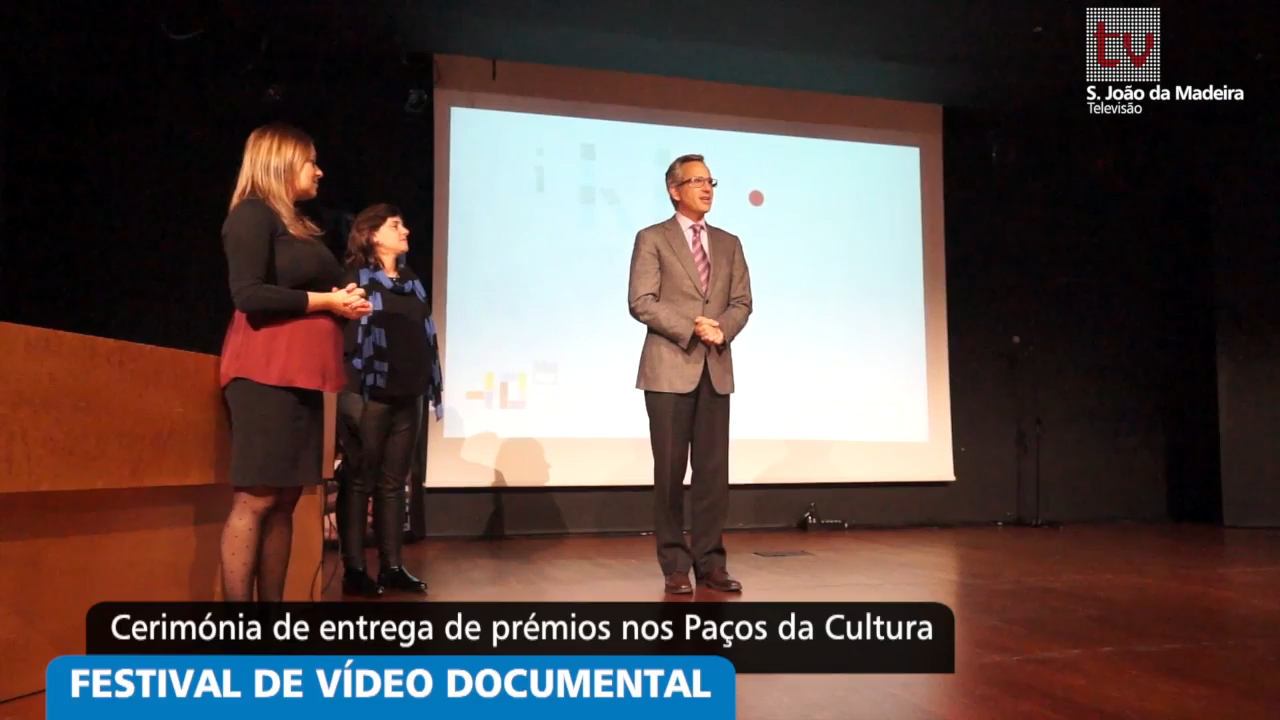 tv
S. João da Madeira
Televisão
Cerimónia de entrega de prémios nos Paços da Cultura
FESTIVAL DE VÍDEO DOCUMENTAL